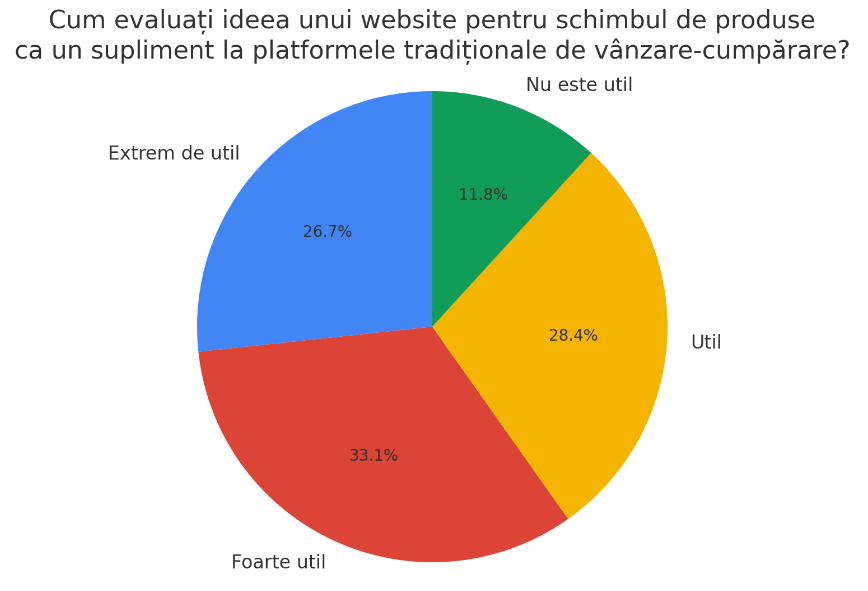 Cum evaluați ideea unui website pentru schimbul de produse
ca un supliment la platformele tradiționale de vânzare-cumpărare?
Nu este util
Extrem de util
11.8%
26.7%
28.4%
Util
33.1%
Foarte util